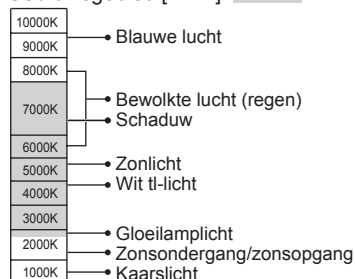 10000K
9000K
Blauwe lucht
8000K
Bewolkte lucht (regen)
7000K
Schaduw
6000K
Zonlicht
5000K
Wit tl-licht
4000K
3000K
Gloeilamplicht
2000K
Zonsondergang/zonsopgang
1000K
Kaarslicht